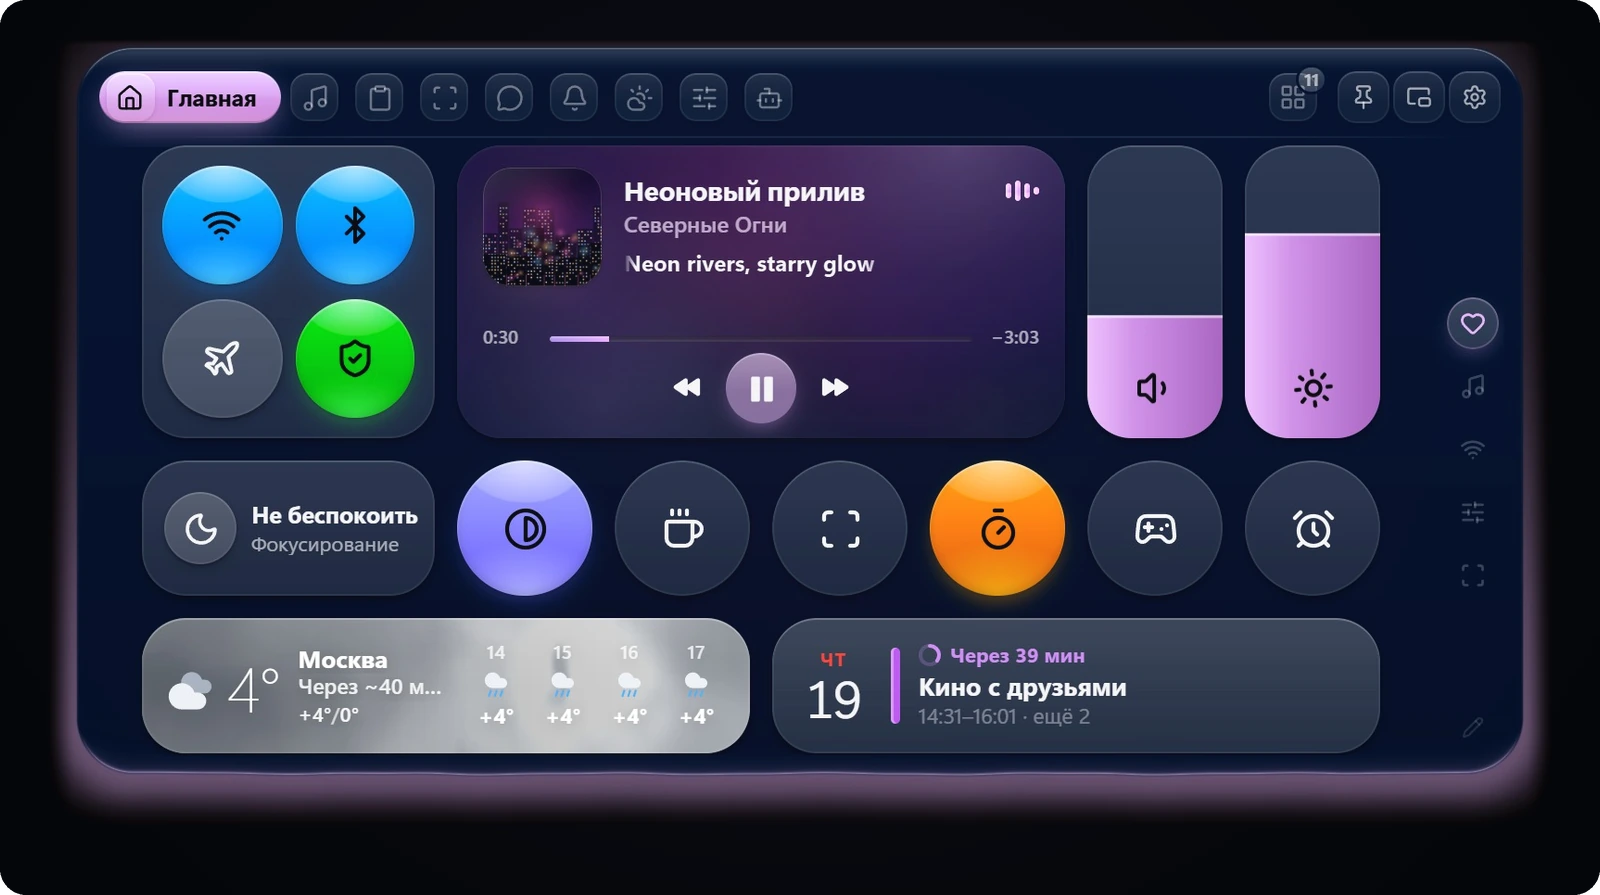 Главная
11
Неоновый прилив
Северные Огни
Neon rivers, starry glow
0:30
−3:03
Не беспокоить
Фокусирование
4°
Москва
Через ~40 м...
+4°/0°
14 15 16 17
+4° +4° +4° +4°
ЧТ
19
Через 39 мин
Кино с друзьями
14:31–16:01 · ещё 2